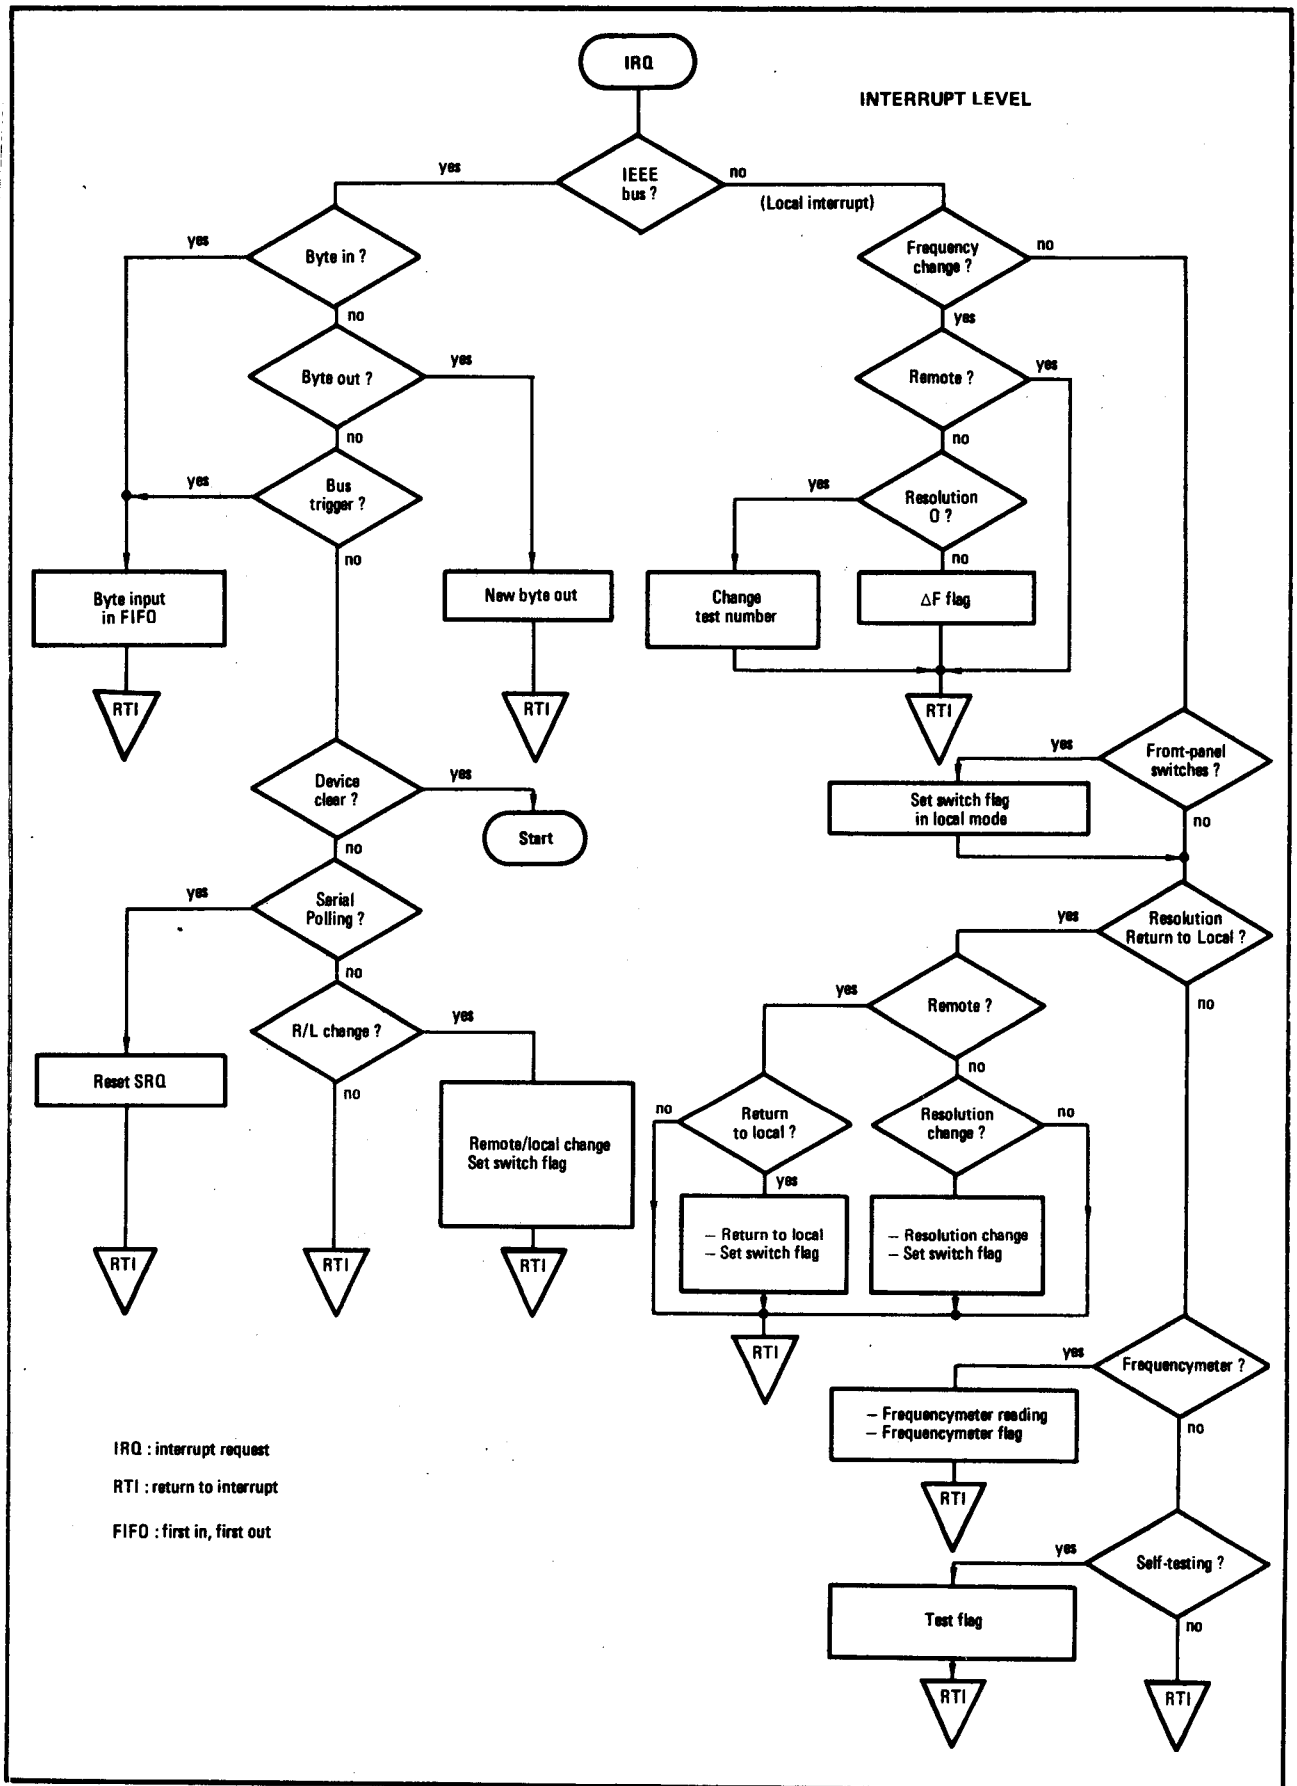 IRQ
INTERRUPT LEVEL
yes
IEEE
bus ?
no
(Local interrupt)
yes
Byte in ?
no
Frequency
change ?
no
yes
Byte out ?
yes
no
Remote ?
yes
no
yes
Bus
trigger ?
no
yes
Resolution
0 ?
no
Byte input
in FIFO
New byte out
Change
test number
ΔF flag
RTI
RTI
RTI
Device
clear ?
yes
Start
no
yes
Front-panel
switches ?
no
Set switch flag
in local mode
yes
Serial
Polling ?
no
yes
Resolution
Return to Local ?
no
Reset SRQ
R/L change ?
yes
no
Remote/local change
Set switch flag
yes
Remote ?
no
no
Return
to local ?
yes
Resolution
change ?
no
– Return to local
– Set switch flag
– Resolution change
– Set switch flag
RTI
RTI
RTI
RTI
yes
Frequencymeter ?
no
– Frequencymeter reading
– Frequencymeter flag
RTI
IRQ : interrupt request
RTI : return to interrupt
FIFO : first in, first out
yes
Self-testing ?
no
Test flag
RTI
RTI